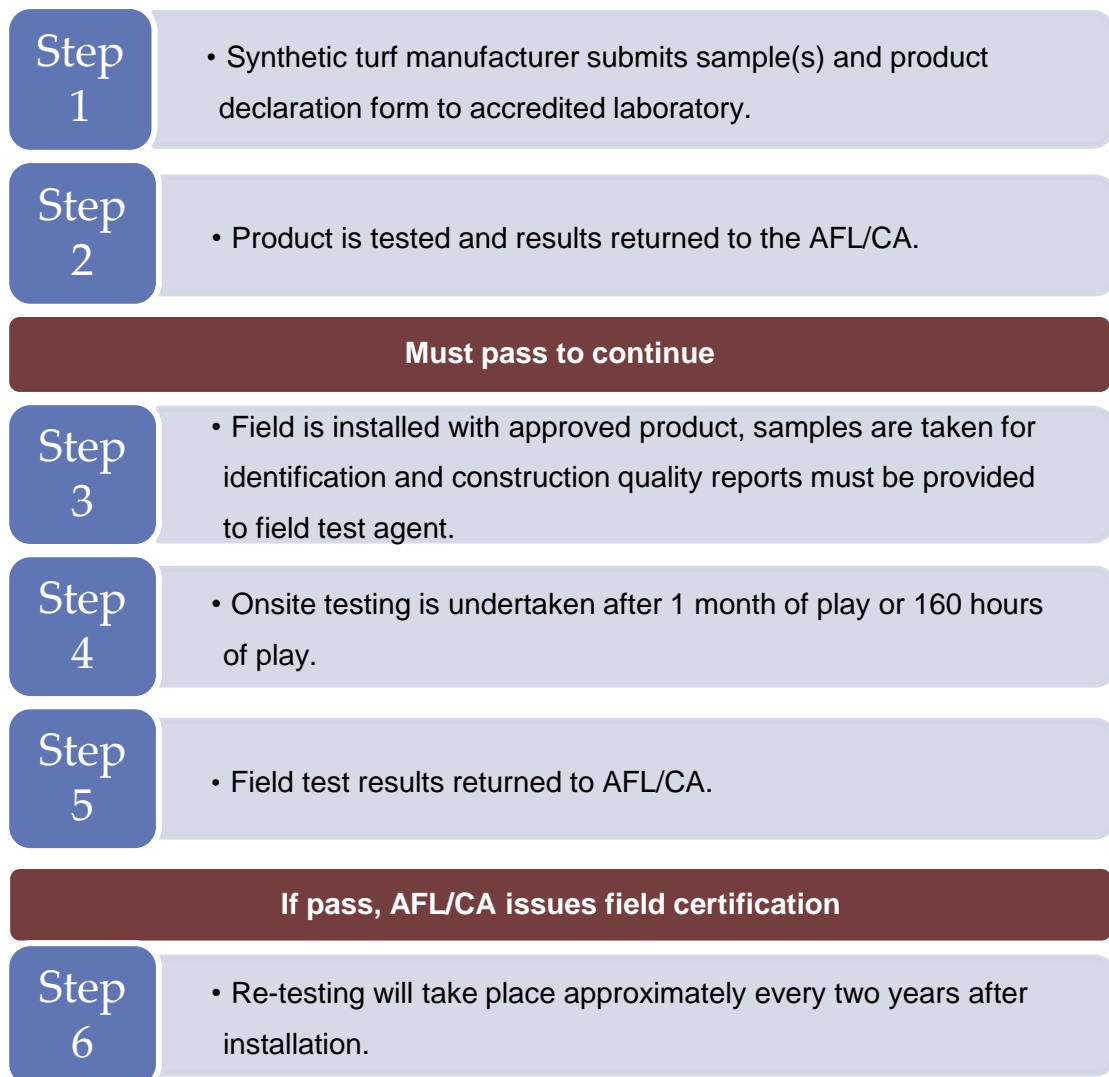 Step
1
• Synthetic turf manufacturer submits sample(s) and product
declaration form to accredited laboratory.
Step
2
• Product is tested and results returned to the AFL/CA.
Must pass to continue
Step
3
• Field is installed with approved product, samples are taken for
identification and construction quality reports must be provided
to field test agent.
Step
4
• Onsite testing is undertaken after 1 month of play or 160 hours
of play.
Step
5
• Field test results returned to AFL/CA.
If pass, AFL/CA issues field certification
Step
6
• Re-testing will take place approximately every two years after
installation.